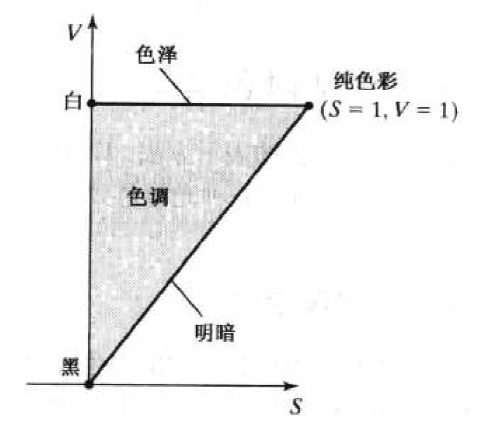 V
色泽
纯色彩
白
(S = 1, V = 1)
色调
明暗
黑
S